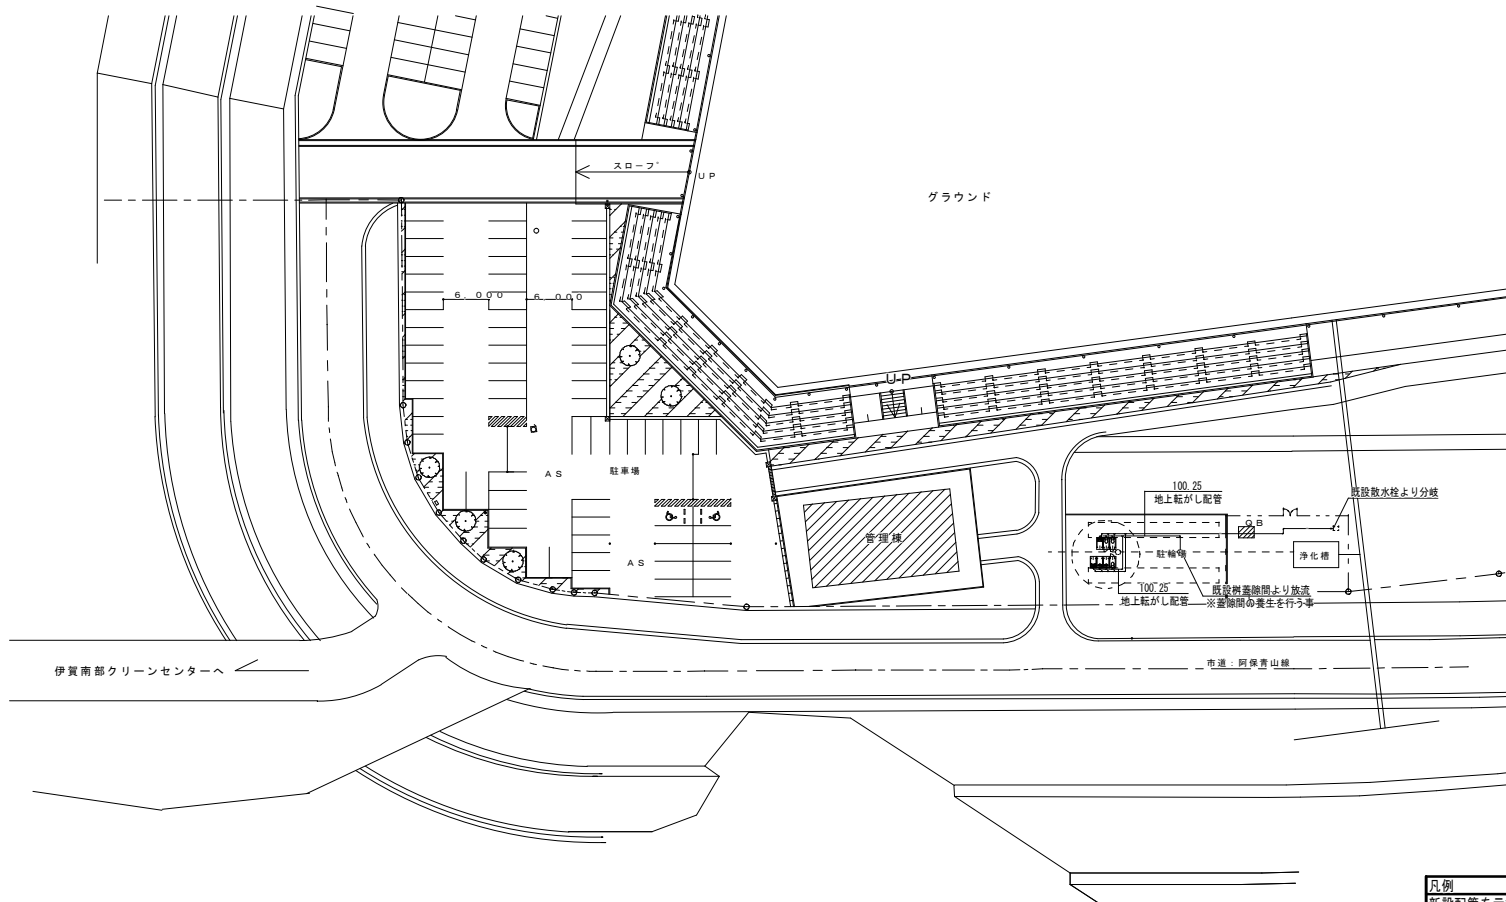 スロープ
UP
グラウンド
6,000
6,000
UP
AS
駐車場
100.25
地上転がし配管
既設散水栓より分岐
QB
管理棟
駐輪場
浄化槽
AS
100.25
地上転がし配管
既設桝蓋隙間より放流
※蓋隙間の養生を行う事
伊賀南部クリーンセンターへ
市道：阿保青山線
凡例